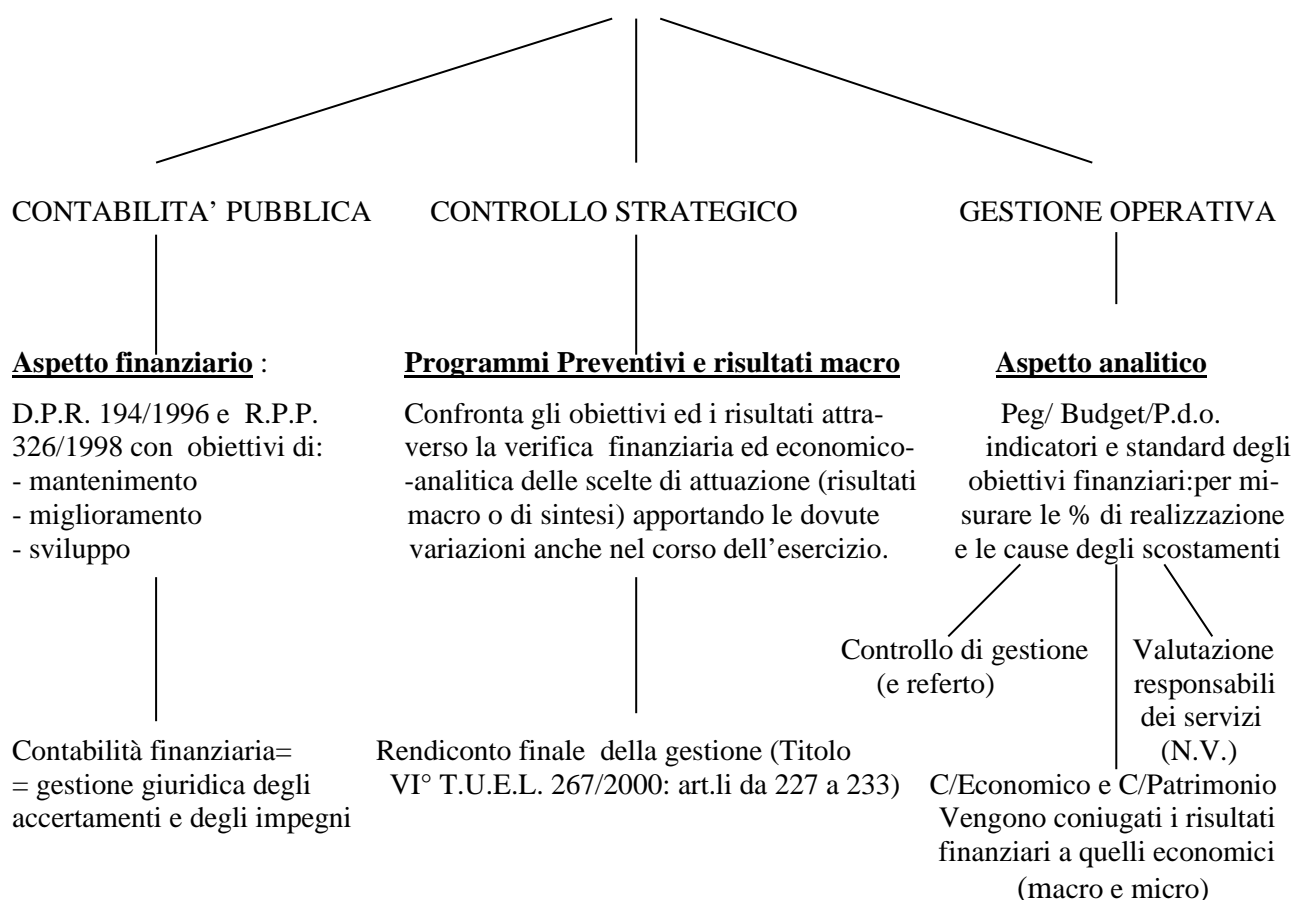 CONTABILITA’ PUBBLICA
CONTROLLO STRATEGICO
GESTIONE OPERATIVA
Aspetto finanziario :
D.P.R. 194/1996 e R.P.P.
326/1998 con obiettivi di:
- mantenimento
- miglioramento
- sviluppo
Contabilità finanziaria=
= gestione giuridica degli
accertamenti e degli impegni
Programmi Preventivi e risultati macro
Confronta gli obiettivi ed i risultati attra-
verso la verifica finanziaria ed economico-
-analitica delle scelte di attuazione (risultati
macro o di sintesi) apportando le dovute
variazioni anche nel corso dell’esercizio.
Rendiconto finale della gestione (Titolo
VI° T.U.E.L. 267/2000: art.li da 227 a 233)
Aspetto analitico
Peg/ Budget/P.d.o.
indicatori e standard degli
obiettivi finanziari:per mi-
surare le % di realizzazione
e le cause degli scostamenti
Controllo di gestione
(e referto)
Valutazione
responsabili
dei servizi
(N.V.)
C/Economico e C/Patrimonio
Vengono coniugati i risultati
finanziari a quelli economici
(macro e micro)